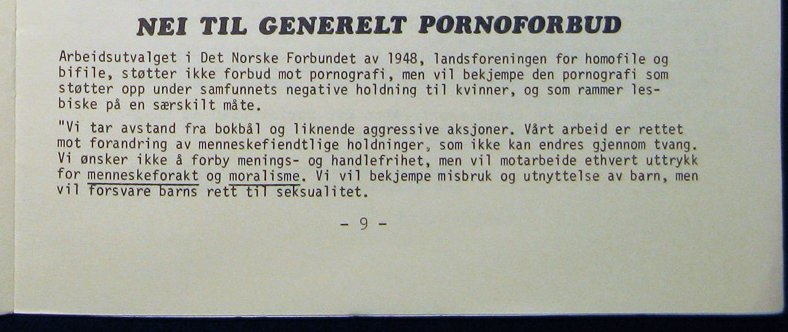 NEI TIL GENERELT PORNOFORBUD
Arbeidsutvalget i Det Norske Forbundet av 1948, landsforeningen for homofile og
bifile, støtter ikke forbud mot pornografi, men vil bekjempe den pornografi som
støtter opp under samfunnets negative holdning til kvinner, og som rammer les-
biske på en særskilt måte.
"Vi tar avstand fra bokbål og liknende aggressive aksjoner. Vårt arbeid er rettet
mot forandring av menneskefiendtlige holdninger, som ikke kan endres gjennom tvang.
Vi ønsker ikke å forby menings- og handlefrihet, men vil motarbeide ethvert uttrykk
for menneskeforakt og moralisme. Vi vil bekjempe misbruk og utnyttelse av barn, men
vil forsvare barns rett til seksualitet.
- 9 -